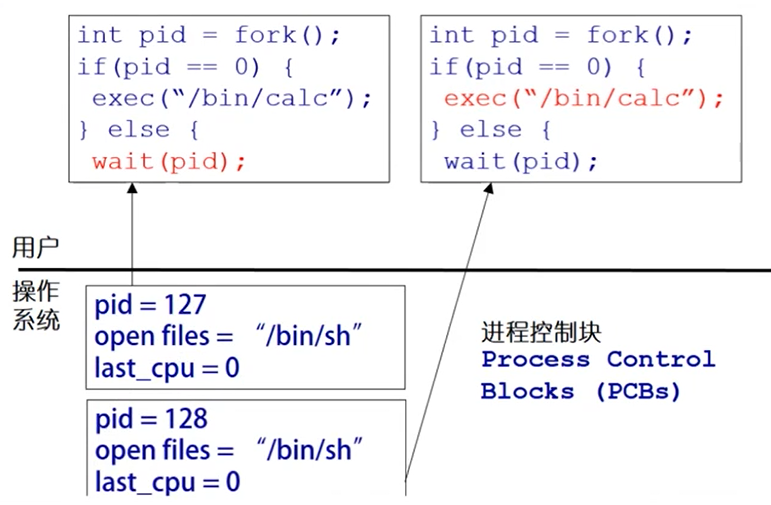 int pid = fork();
if(pid == 0) {
exec(“/bin/calc”);
} else {
wait(pid);
int pid = fork();
if(pid == 0) {
exec(“/bin/calc”);
} else {
wait(pid);
用户
操作
系统
pid = 127
open files = “/bin/sh”
last_cpu = 0
pid = 128
open files = “/bin/sh”
last_cpu = 0
进程控制块
Process Control
Blocks (PCBs)